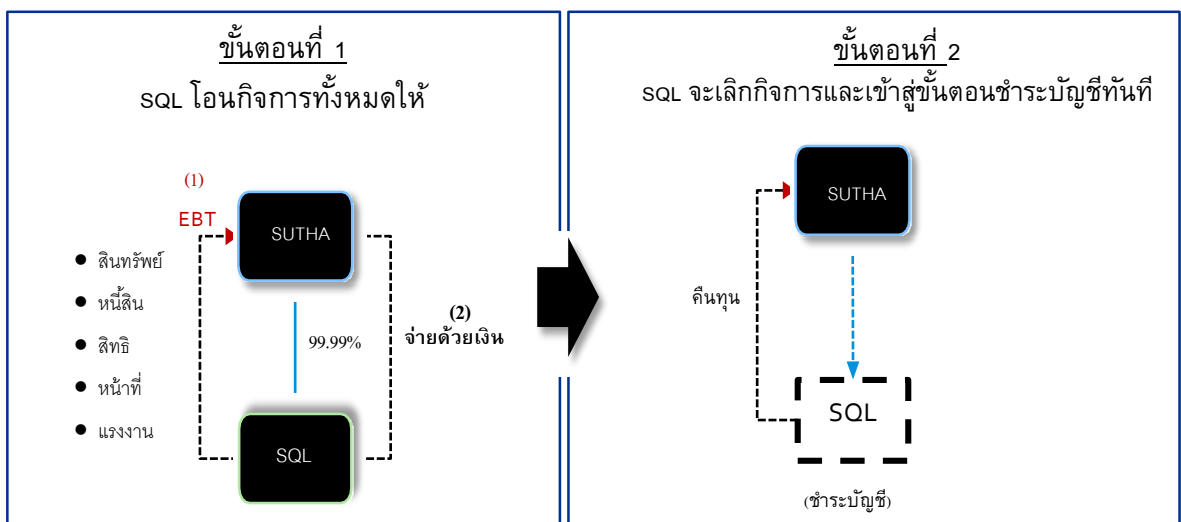 ขั้นตอนที่ 1
SQL โอนกิจการทั้งหมดให้
(1)
EBT
SUTHA
สินทรัพย์
หนี้สิน
สิทธิ
หน้าที่
แรงงาน
99.99%
(2)
จ่ายด้วยเงิน
SQL
ขั้นตอนที่ 2
SQL จะเลิกกิจการและเข้าสู่ขั้นตอนชำระบัญชีทันที
SUTHA
คืนทุน
SQL
(ชำระบัญชี)